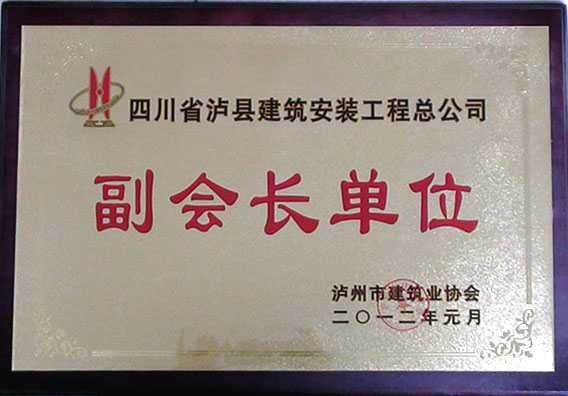 四川省泸县建筑安装工程总公司
副会长单位
泸州市建筑业协会
二〇一二年元月